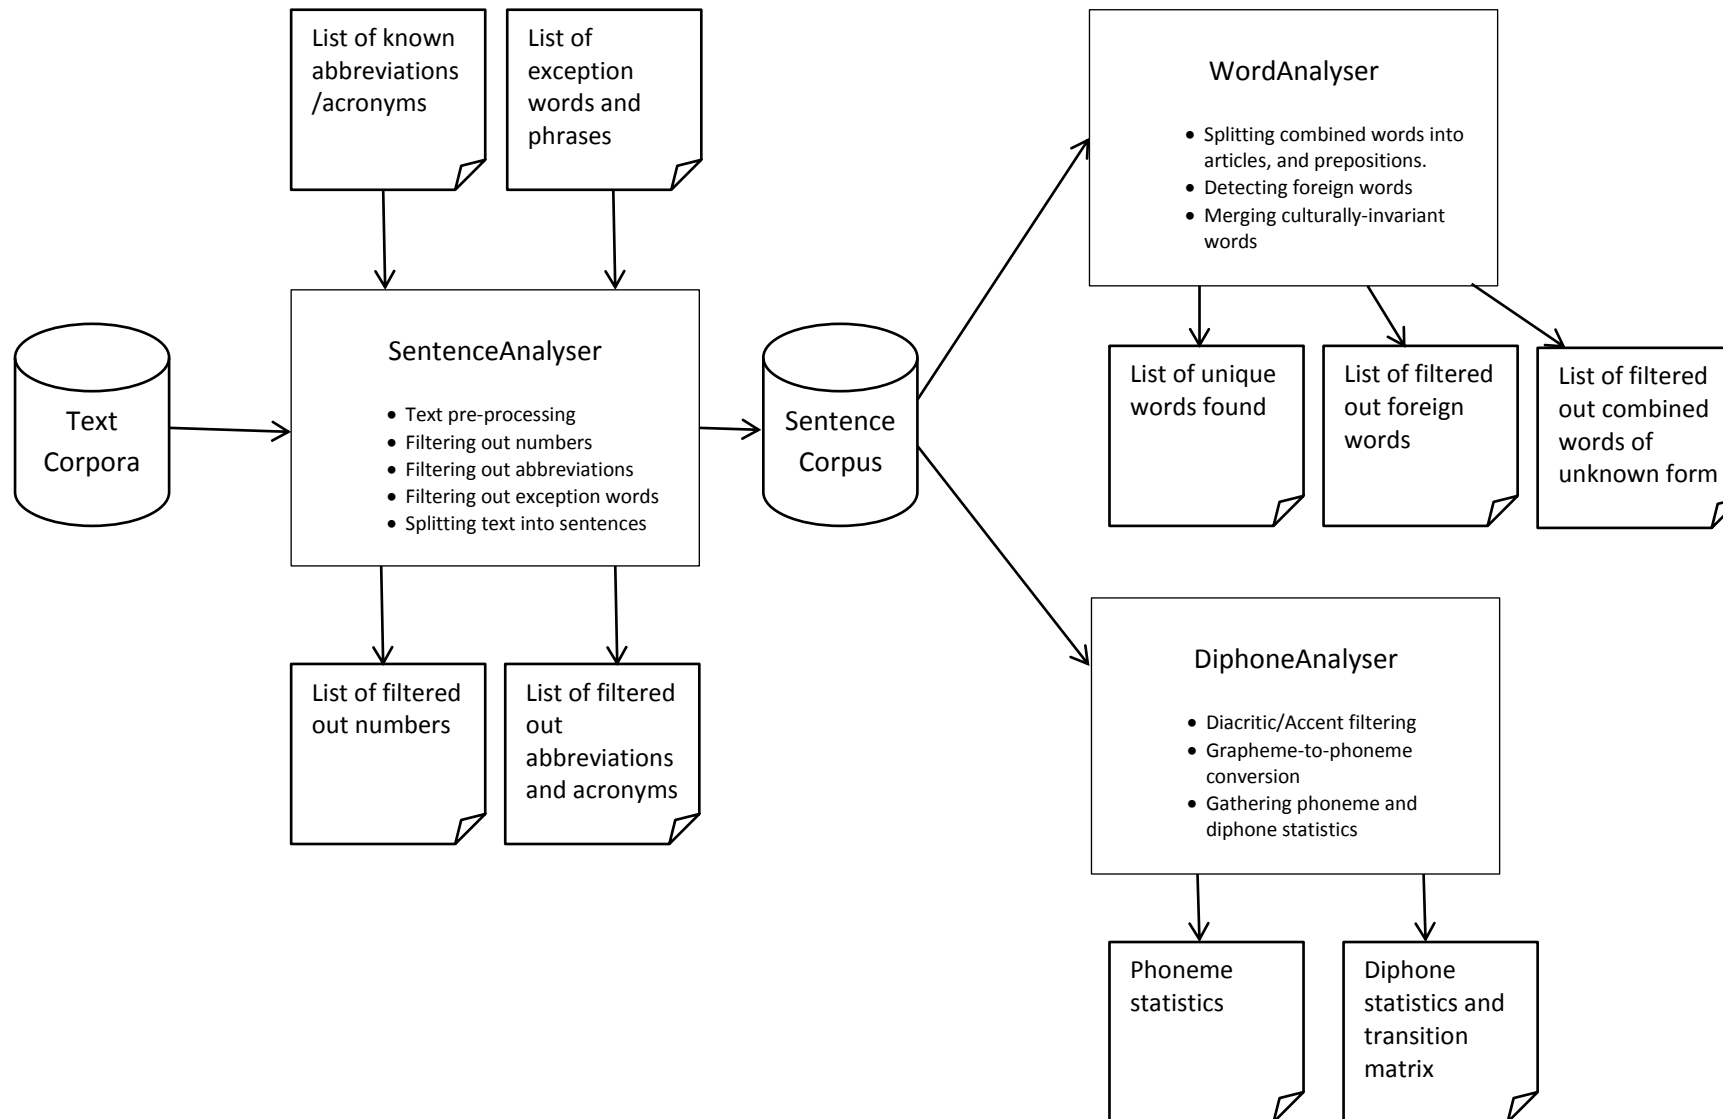 List of known
abbreviations
/acronyms
List of
exception
words and
phrases
WordAnalyser
• Splitting combined words into
articles, and prepositions.
• Detecting foreign words
• Merging culturally-invariant
words
Text
Corpora
SentenceAnalyser
• Text pre-processing
• Filtering out numbers
• Filtering out abbreviations
• Filtering out exception words
• Splitting text into sentences
Sentence
Corpus
List of unique
words found
List of filtered
out foreign
words
List of filtered
out combined
words of
unknown form
List of filtered
out numbers
List of filtered
out
abbreviations
and acronyms
DiphoneAnalyser
• Diacritic/Accent filtering
• Grapheme-to-phoneme
conversion
• Gathering phoneme and
diphone statistics
Phoneme
statistics
Diphone
statistics and
transition
matrix